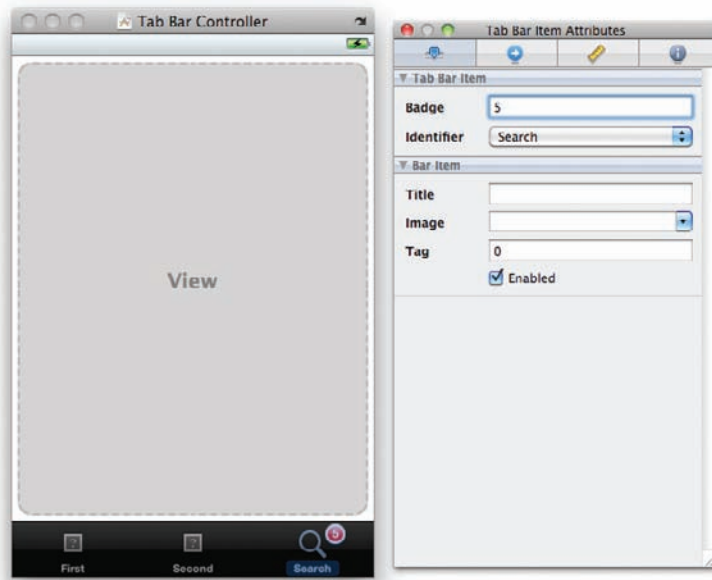 Tab Bar Controller
View
First
Second
Search
5
Tab Bar Item Attributes
Tab Bar Item
Badge
5
Identifier
Search
Bar Item
Title
Image
Tag
0
Enabled